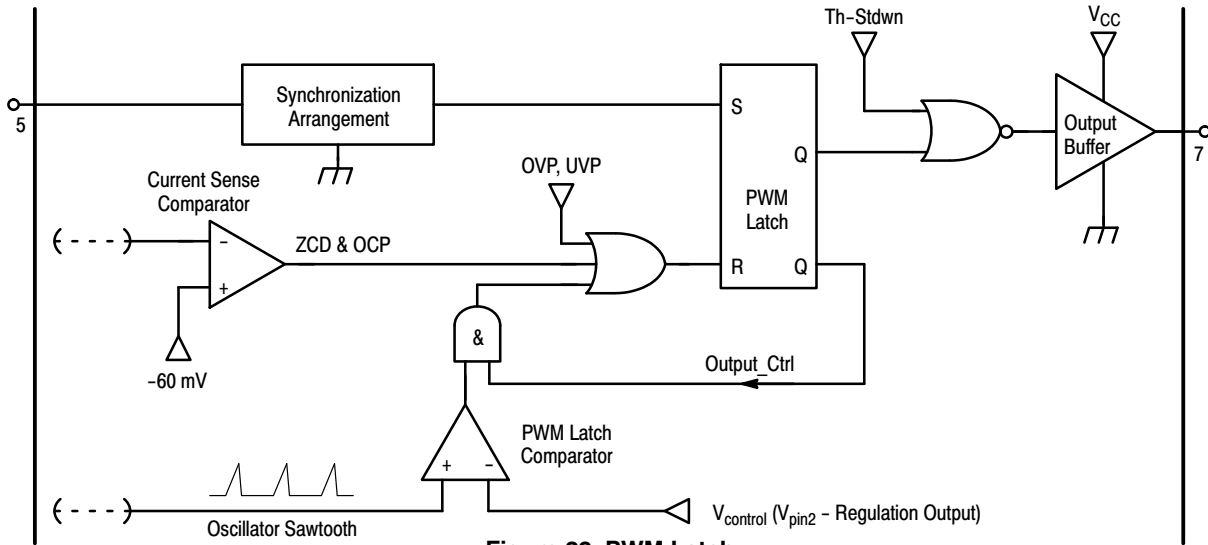 Th-Stdwn
V_CC
5
Synchronization
Arrangement
S
Q
Output
Buffer
7
OVP, UVP
PWM
Latch
Current Sense
Comparator
-
+
ZCD & OCP
R
Q
&
-60 mV
Output_Ctrl
PWM Latch
Comparator
+ -
Oscillator Sawtooth
V_control (V_pin2 - Regulation Output)